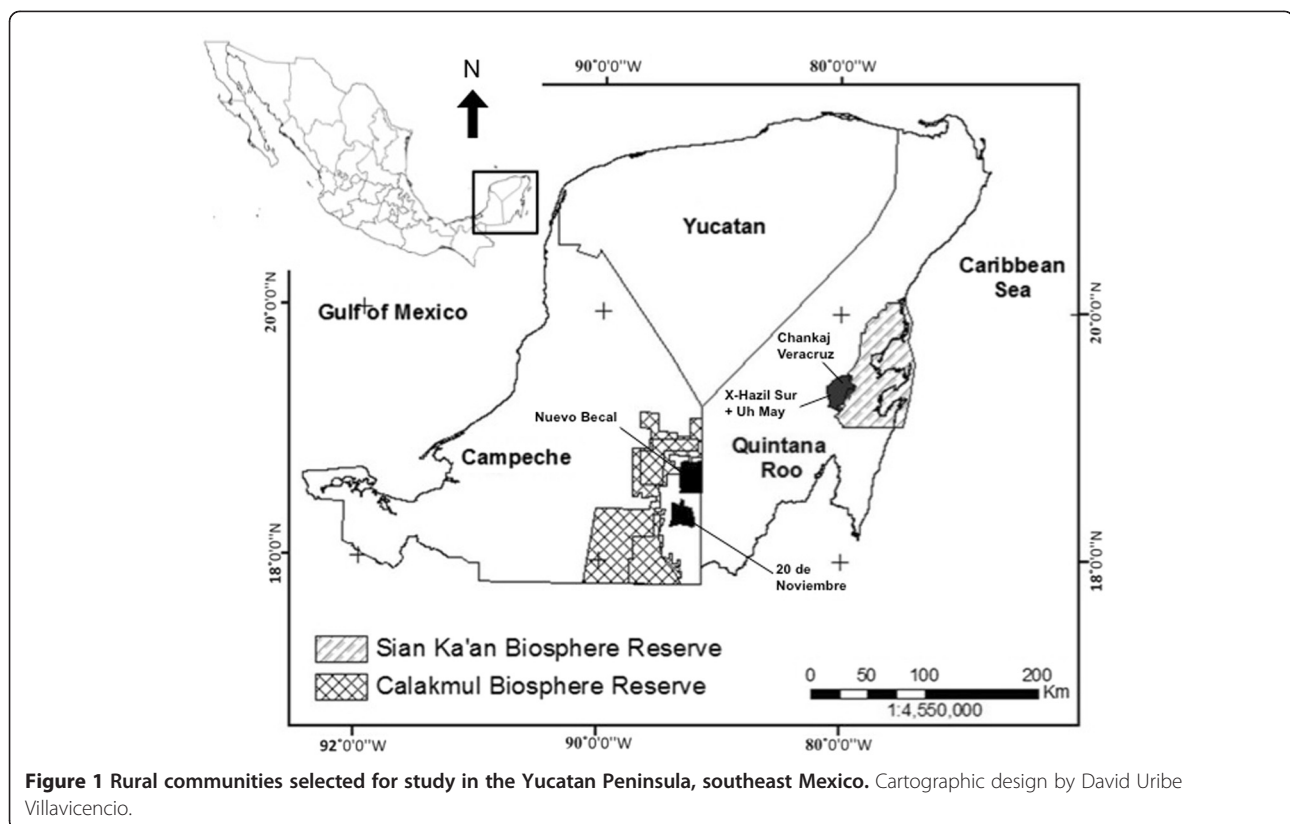 N
90°0'0"W 80°0'0"W
Yucatan
Caribbean
Sea
Gulf of Mexico
20°0'0"N 20°0'0"N
Chankaj
Veracruz
X-Hazil Sur
+ Uh May
Nuevo Becal
Campeche
Quintana
Roo
18°0'0"N 18°0'0"N
20 de
Noviembre
Sian Ka'an Biosphere Reserve
Calakmul Biosphere Reserve
0 50 100 200
Km
1:4,550,000
92°0'0"W 90°0'0"W 80°0'0"W
Figure 1 Rural communities selected for study in the Yucatan Peninsula, southeast Mexico. Cartographic design by David Uribe
Villavicencio.